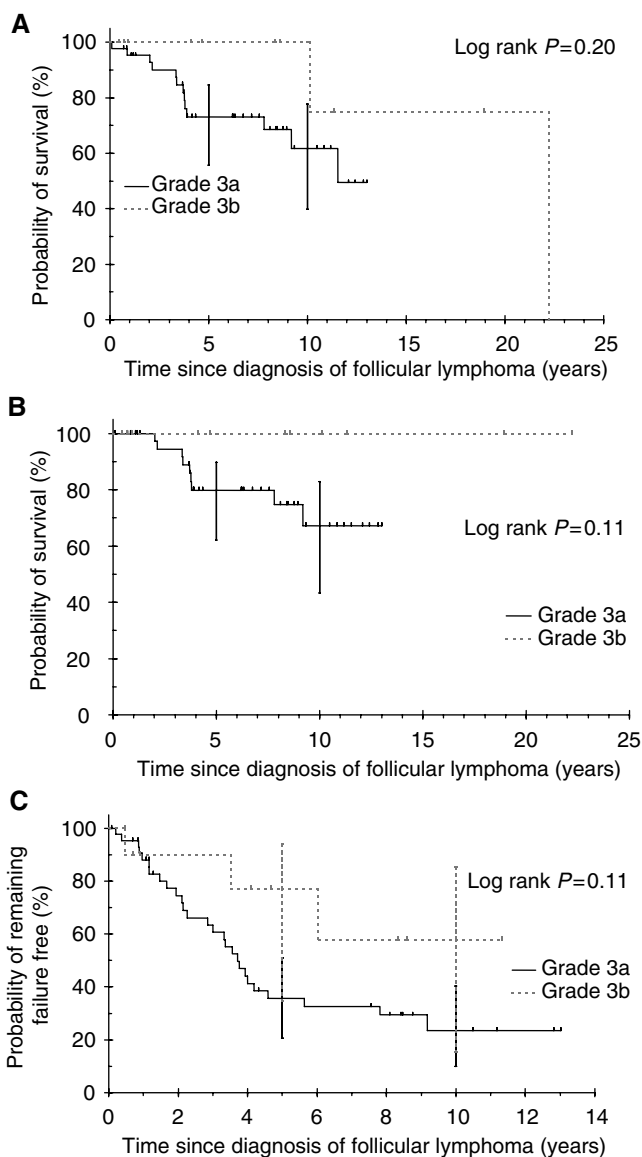 A
Probability of survival (%)
100
80
60
40
20
0
Log rank P=0.20
Grade 3a
Grade 3b
0 5 10 15 20 25
Time since diagnosis of follicular lymphoma (years)
B
Probability of survival (%)
100
80
60
40
20
0
Log rank P=0.11
Grade 3a
Grade 3b
0 5 10 15 20 25
Time since diagnosis of follicular lymphoma (years)
C
Probability of remaining
failure free (%)
100
80
60
40
20
0
Log rank P=0.11
Grade 3a
Grade 3b
0 2 4 6 8 10 12 14
Time since diagnosis of follicular lymphoma (years)